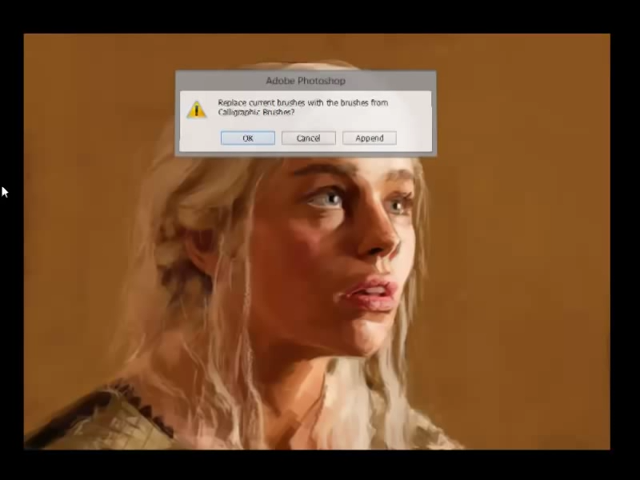 Adobe Photoshop
Replace current brushes with the brushes from
Calligraphic Brushes?
OK
Cancel
Append